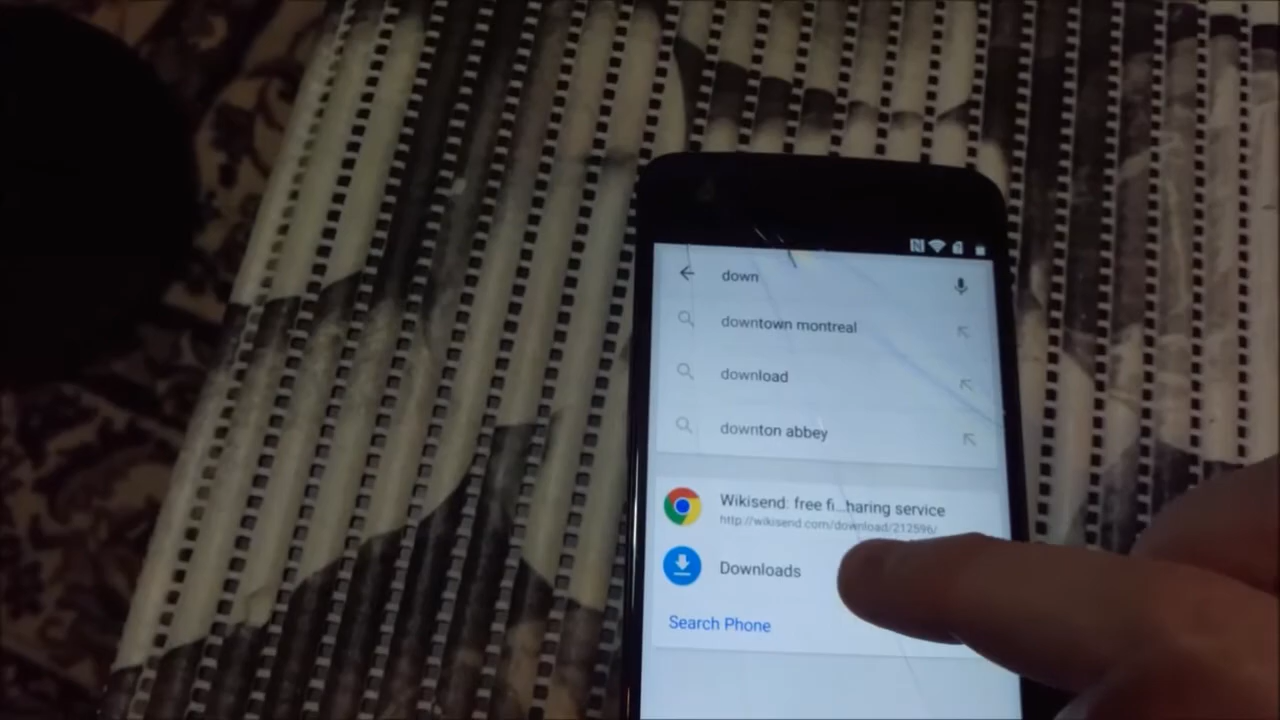 down
downtown montreal
download
downton abbey
Wikisend: free fi...haring service
http://wikisend.com/download/212596/
Downloads
Search Phone